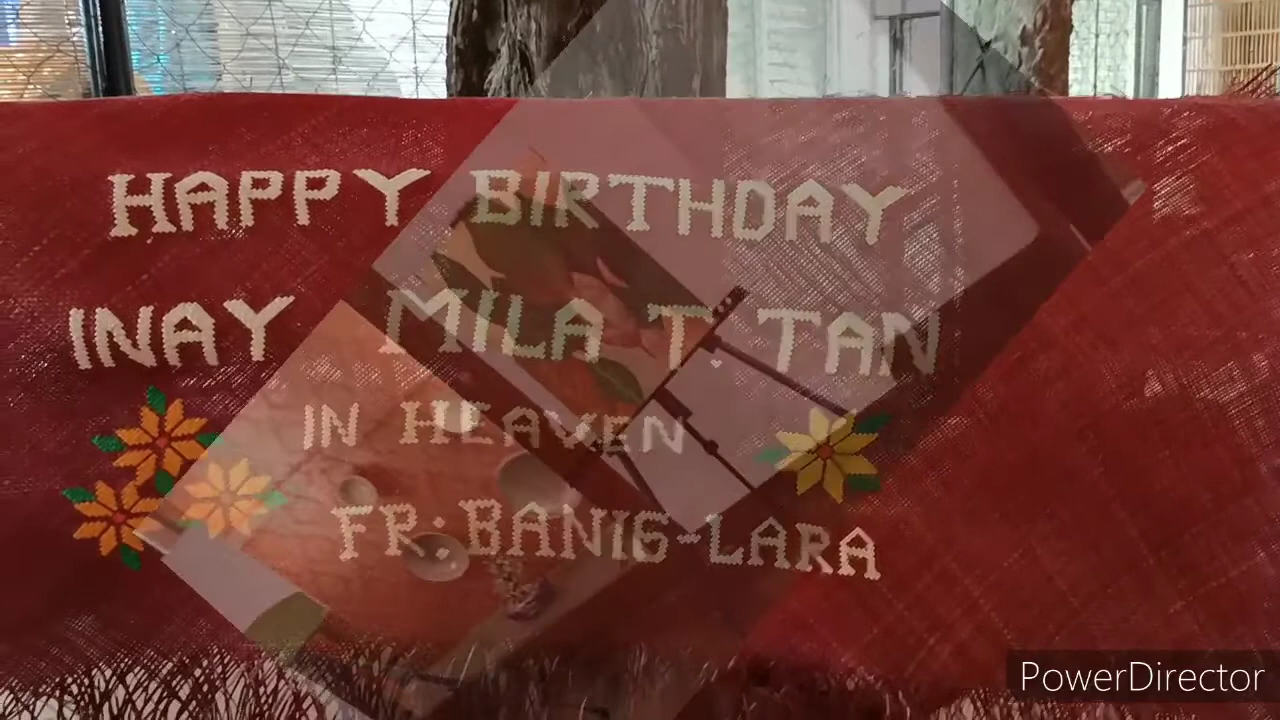 HAPPY BIRTHDAY
INAY MILA T. TAN
IN HEAVEN
FR: BANIG-LARA
PowerDirector